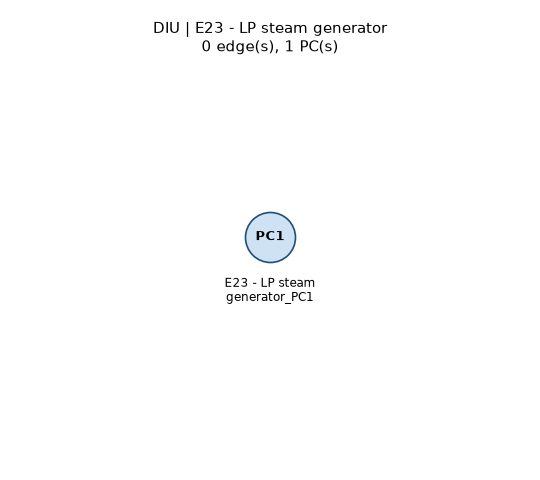 DIU | E23 - LP steam generator
0 edge(s), 1 PC(s)
PC1
E23 - LP steam
generator_PC1